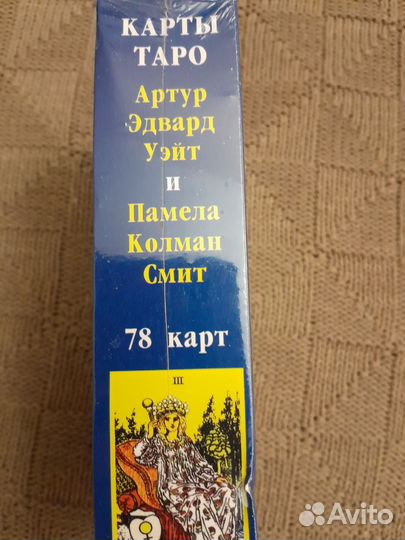 КАРТЫ
ТАРО
Артур
Эдвард
Уэйт
и
Памела
Колман
Смит
78 карт
III
Avito